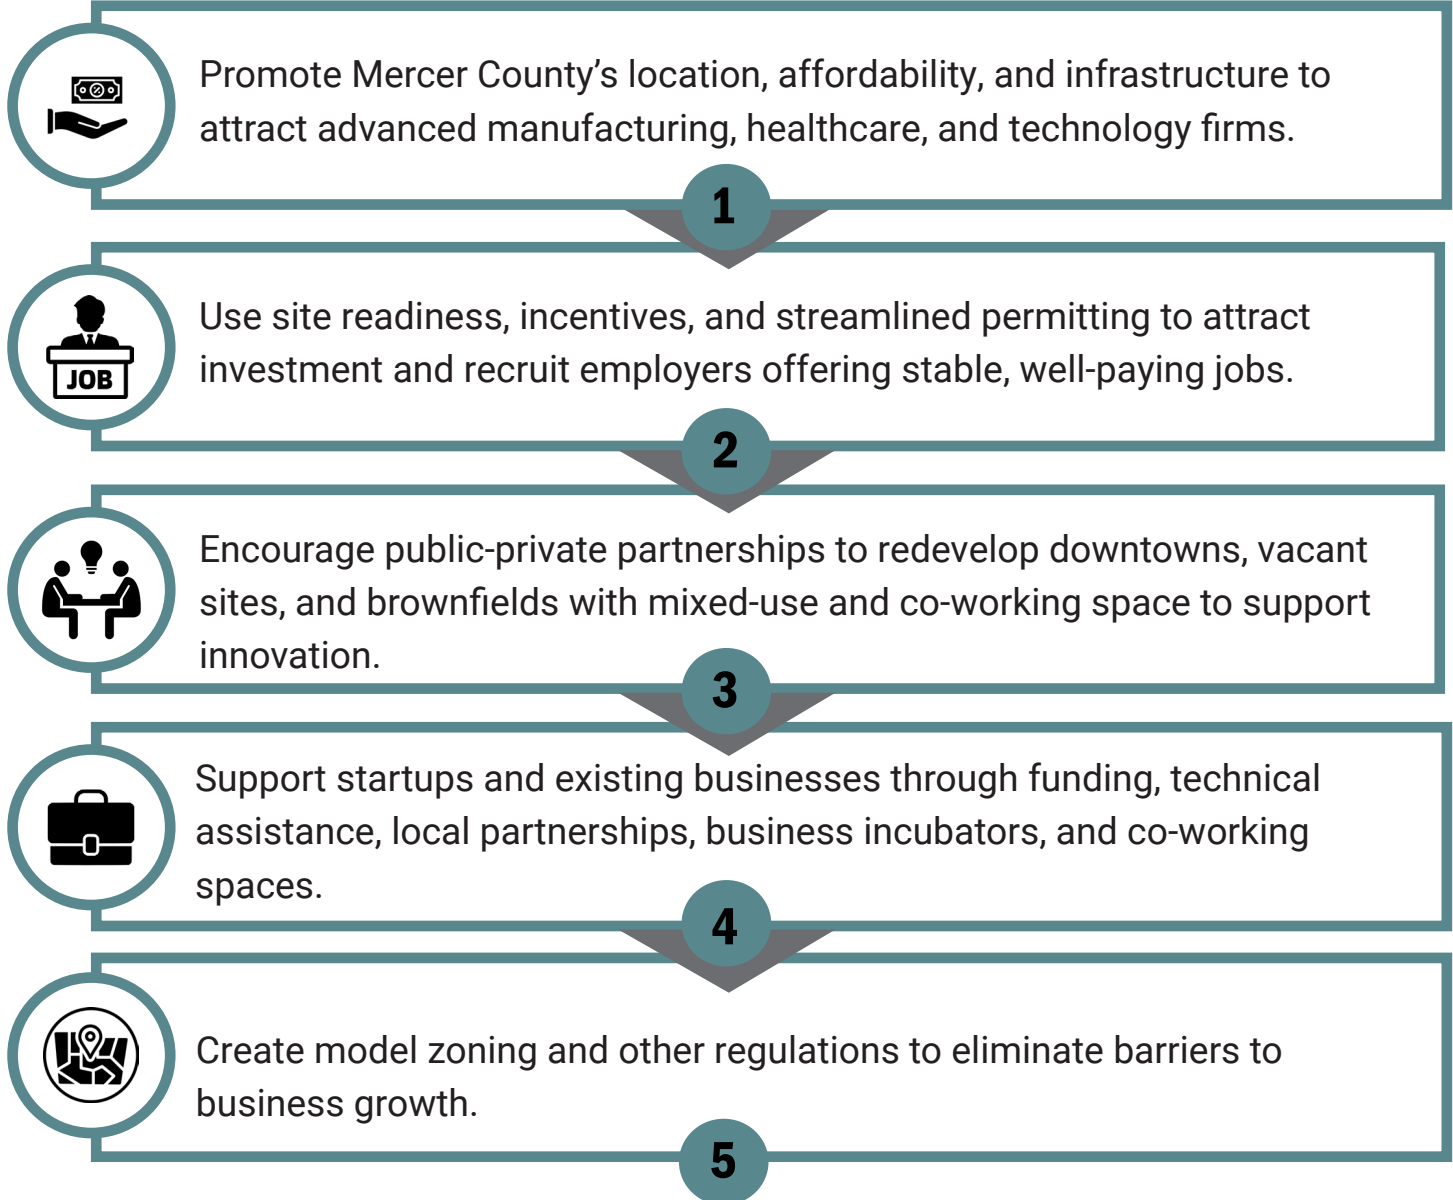 Promote Mercer County’s location, affordability, and infrastructure to
attract advanced manufacturing, healthcare, and technology firms.
1
JOB
Use site readiness, incentives, and streamlined permitting to attract
investment and recruit employers offering stable, well-paying jobs.
2
Encourage public-private partnerships to redevelop downtowns, vacant
sites, and brownfields with mixed-use and co-working space to support
innovation.
3
Support startups and existing businesses through funding, technical
assistance, local partnerships, business incubators, and co-working
spaces.
4
Create model zoning and other regulations to eliminate barriers to
business growth.
5